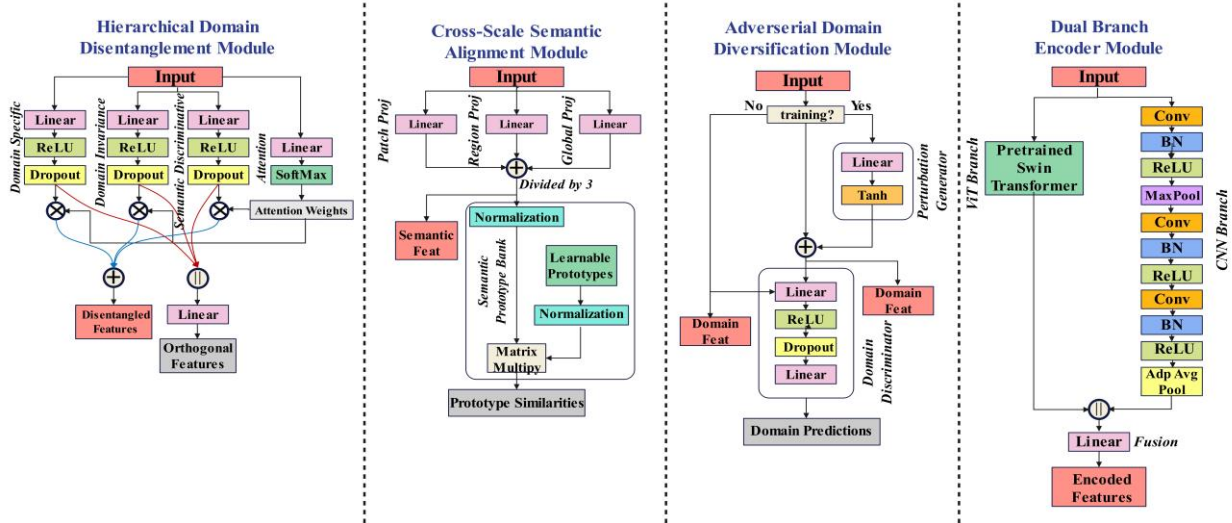 Hierarchical Domain
Disentanglement Module
Input
Domain Specific
Linear
ReLU
Dropout
Domain Invariance
Linear
ReLU
Dropout
Semantic Discriminative
Linear
ReLU
Dropout
Attention
Linear
SoftMax
Attention Weights
Disentangled
Features
Linear
Orthogonal
Features
Cross-Scale Semantic
Alignment Module
Input
Patch Proj
Linear
Region Proj
Linear
Global Proj
Linear
Divided by 3
Semantic
Feat
Normalization
Semantic
Prototype Bank
Learnable
Prototypes
Normalization
Matrix
Multipy
Prototype Similarities
Adverserial Domain
Diversification Module
Input
No
training?
Yes
Linear
Tanh
Perturbation
Generator
Domain
Feat
Linear
ReLU
Dropout
Linear
Domain
Feat
Domain
Discriminator
Domain Predictions
Dual Branch
Encoder Module
Input
ViT Branch
Pretrained
Swin
Transformer
Conv
BN
ReLU
MaxPool
Conv
BN
ReLU
Conv
BN
ReLU
Adp Avg
Pool
CNN Branch
Linear
Fusion
Encoded
Features